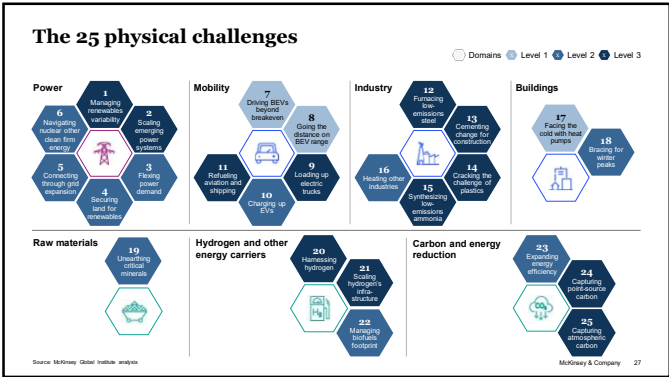 The 25 physical challenges
Domains
x Level 1
x Level 2
x Level 3
Power
1
Managing
renewables
variability
2
Scaling
emerging
power
systems
3
Flexing
power
demand
4
Securing
land for
renewables
5
Connecting
through grid
expansion
6
Navigating
nuclear other
clean firm
energy
Mobility
7
Driving BEVs
beyond
breakeven
8
Going the
distance on
BEV range
9
Loading up
electric
trucks
10
Charging up
EVs
11
Refueling
aviation and
shipping
Industry
12
Furnacing
low-
emissions
steel
13
Cementing
change for
construction
14
Cracking the
challenge of
plastics
15
Synthesizing
low-
emissions
ammonia
16
Heating other
industries
Buildings
17
Facing the
cold with heat
pumps
18
Bracing for
winter
peaks
Raw materials
19
Unearthing
critical
minerals
Hydrogen and other
energy carriers
20
Harnessing
hydrogen
21
Scaling
hydrogen's
infra-
structure
22
Managing
biofuels
footprint
H2
Carbon and energy
reduction
23
Expanding
energy
efficiency
24
Capturing
point-source
carbon
25
Capturing
atmospheric
carbon
CO2
Source: McKinsey Global Institute analysis
McKinsey & Company 27